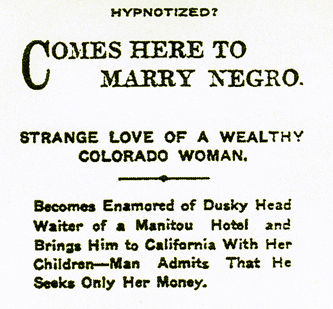 HYPNOTIZED?
COMES HERE TO
MARRY NEGRO.
STRANGE LOVE OF A WEALTHY
COLORADO WOMAN.
Becomes Enamored of Dusky Head
Waiter of a Manitou Hotel and
Brings Him to California With Her
Children—Man Admits That He
Seeks Only Her Money.